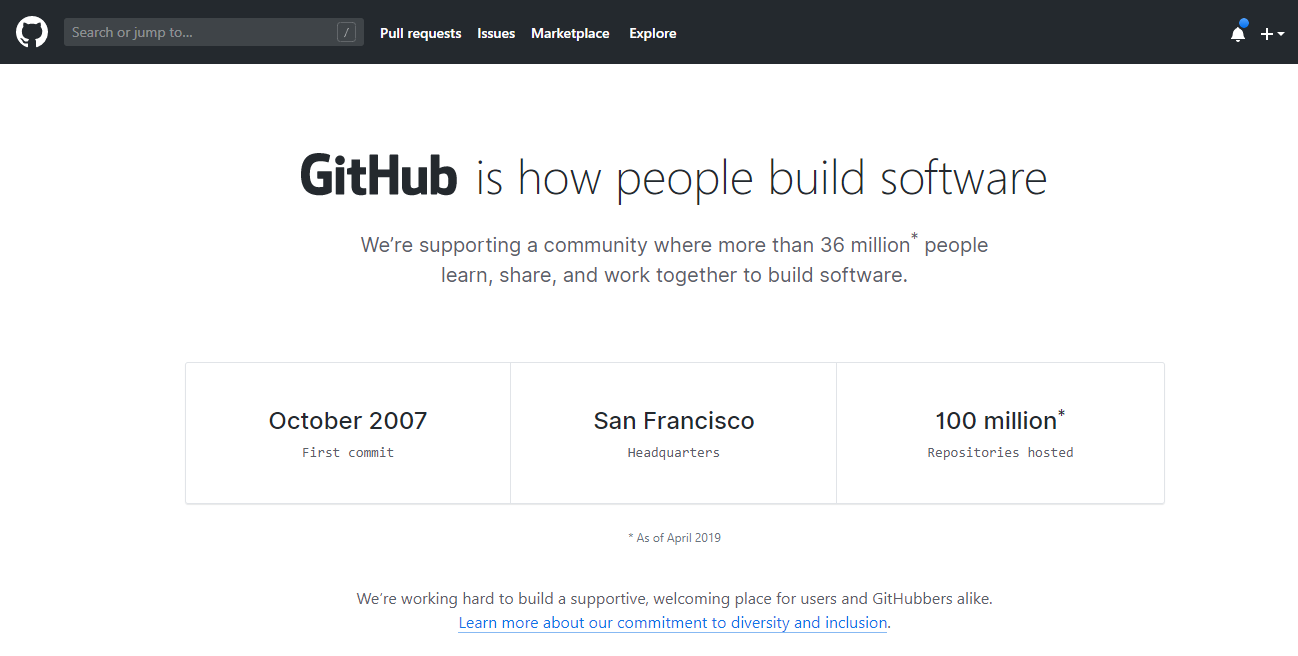 Search or jump to... /
Pull requests Issues Marketplace Explore
GitHub is how people build software
We’re supporting a community where more than 36 million* people
learn, share, and work together to build software.
October 2007
First commit
San Francisco
Headquarters
100 million*
Repositories hosted
* As of April 2019
We’re working hard to build a supportive, welcoming place for users and GitHubbers alike.
Learn more about our commitment to diversity and inclusion.